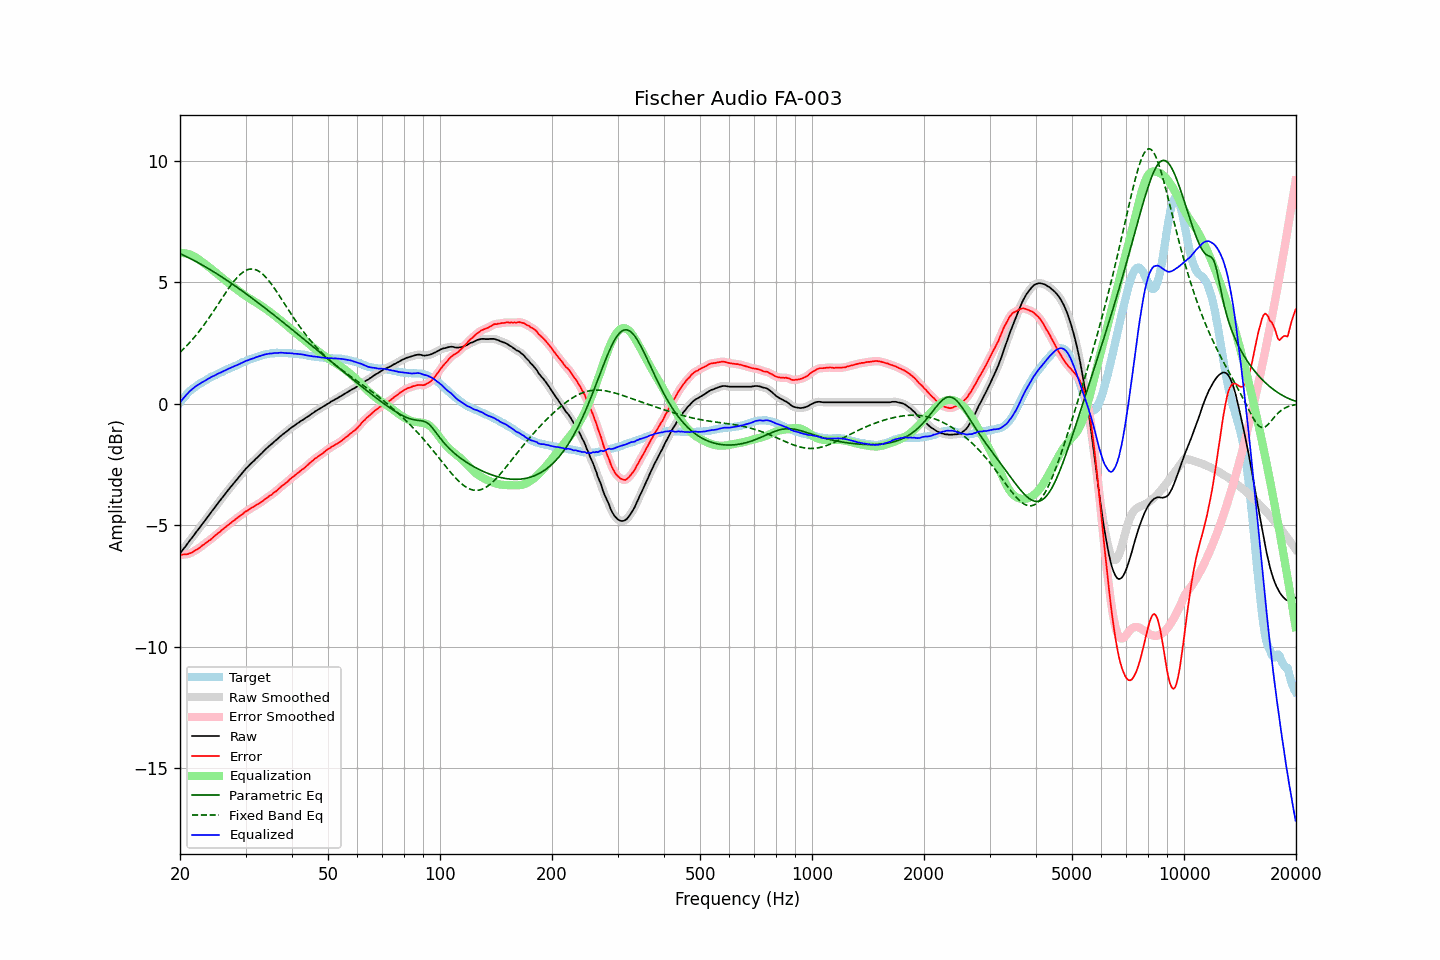 Fischer Audio FA-003
Amplitude (dBr)
10
5
0
−5
−10
−15
Target
Raw Smoothed
Error Smoothed
Raw
Error
Equalization
Parametric Eq
Fixed Band Eq
Equalized
20 50 100 200 500 1000 2000 5000 10000 20000
Frequency (Hz)